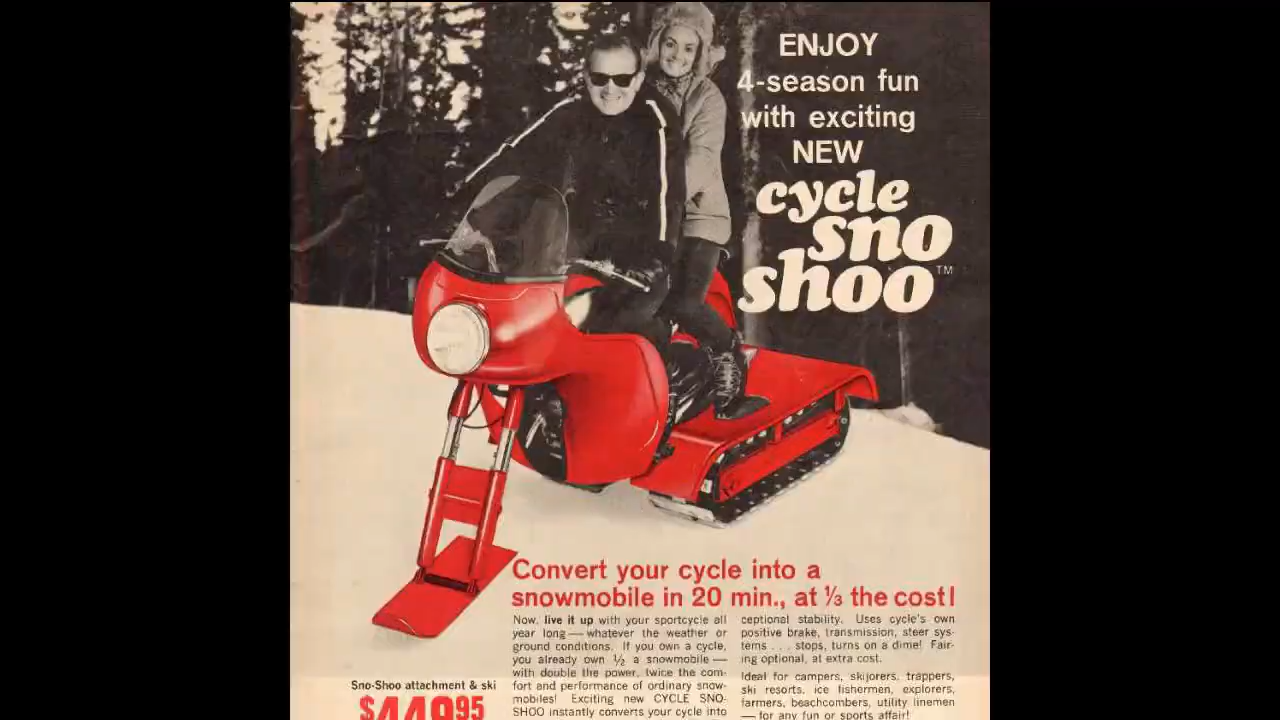 ENJOY
4-season fun
with exciting
NEW
cycle
sno
shoo™
Convert your cycle into a
snowmobile in 20 min., at ⅓ the cost!
Now, live it up with your sportcycle all
year long — whatever the weather or
ground conditions. If you own a cycle,
you already own ½ a snowmobile —
with double the power, twice the com-
fort and performance of ordinary snow-
mobiles! Exciting new CYCLE SNO-
SHOO instantly converts your cycle into
ceptional stability. Uses cycle's own
positive brake, transmission, steer sys-
tems . . . stops, turns on a dime! Fair-
ing optional, at extra cost.
Ideal for campers, skijorers, trappers,
ski resorts, ice fishermen, explorers,
farmers, beachcombers, utility linemen
— for any fun or sports affair!
Sno-Shoo attachment & ski
$449⁹⁵